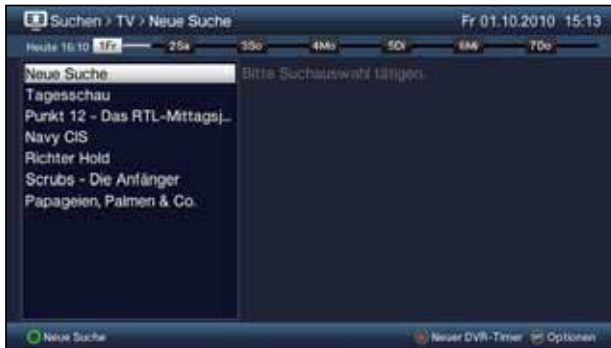 Suchen > TV > Neue Suche Fr 01.10.2010 15:13
Heute 15:10 1Fr 2Sa 3So 4Mo 5Di 6Mi 7Do
Neue Suche Bitte Suchauswahl tätigen.
Tagesschau
Punkt 12 - Das RTL-Mittagsj...
Navy CIS
Richter Hold
Scrubs - Die Anfänger
Papageien, Palmen & Co.
Neue Suche Neuer DVR-Timer Optionen